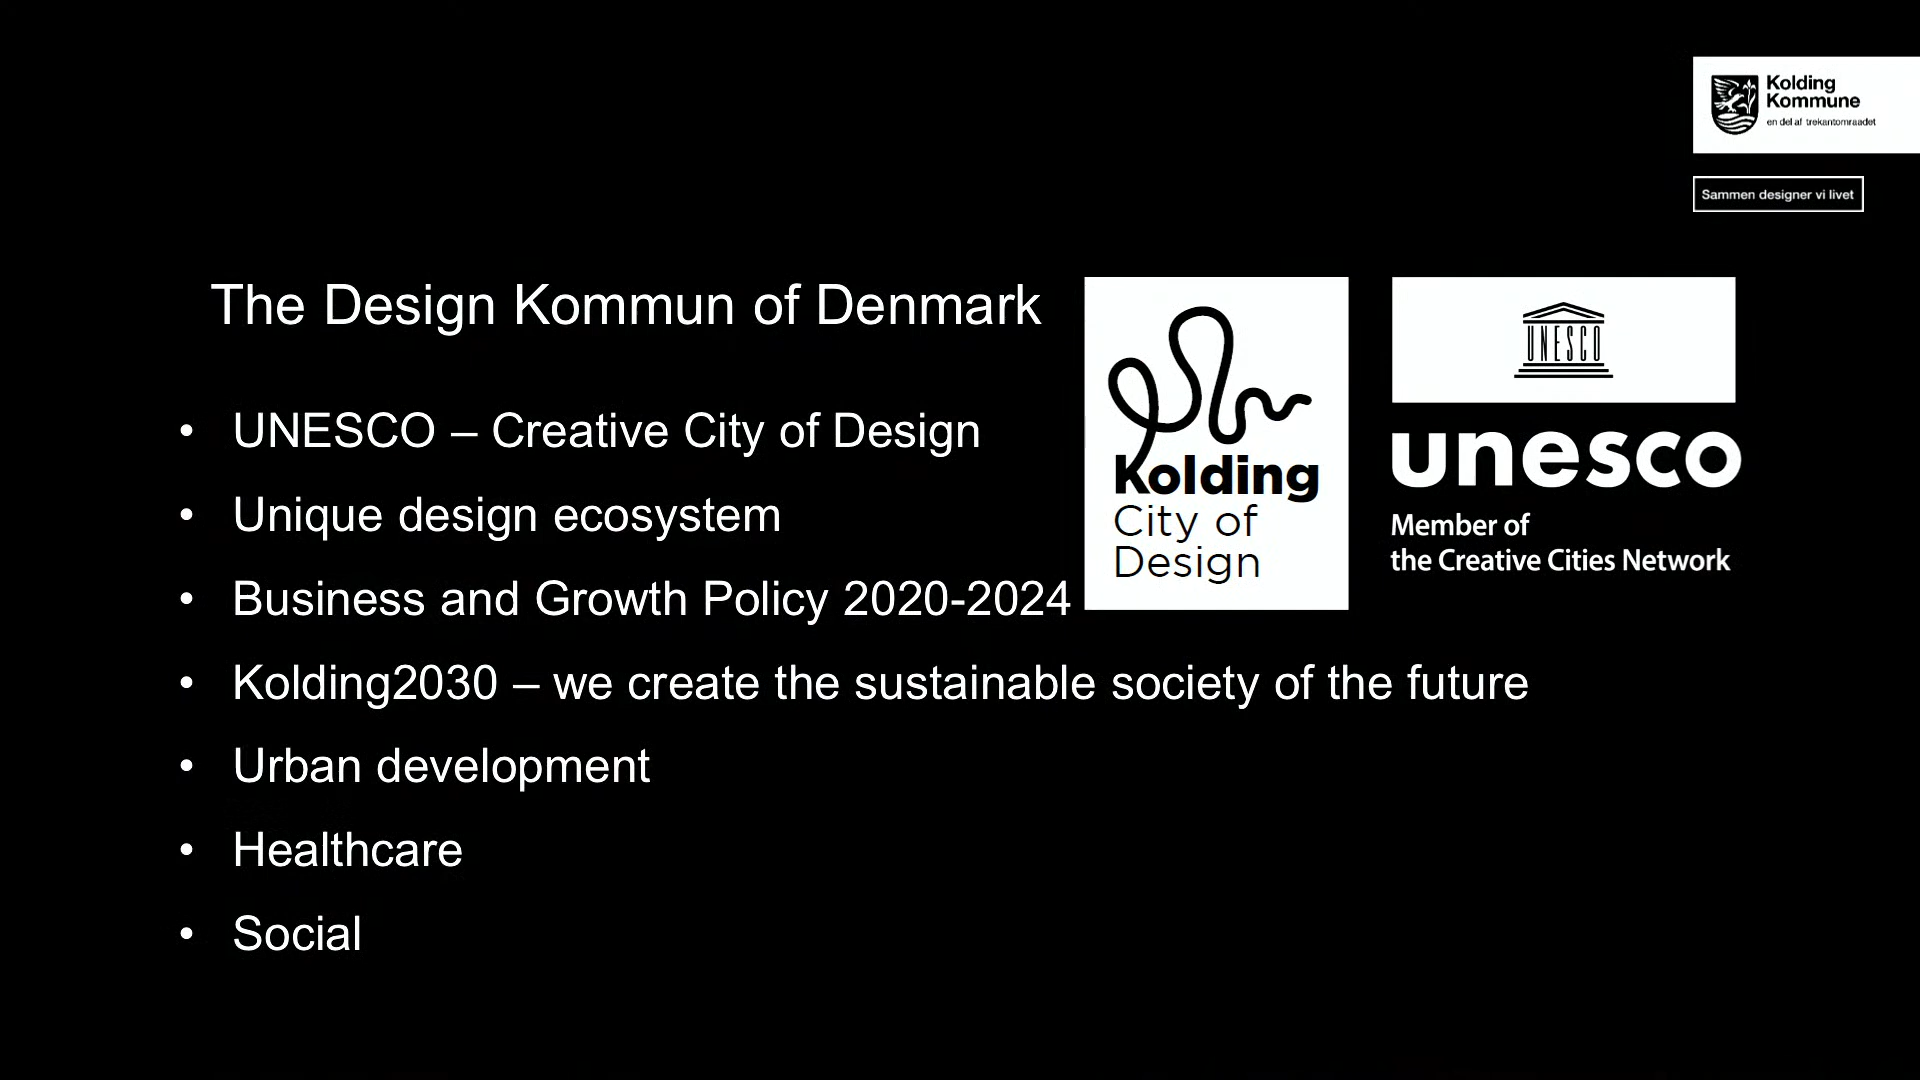 Kolding
Kommune
en del af trekantomraadet
Sammen designer vi livet
The Design Kommun of Denmark
• UNESCO – Creative City of Design
• Unique design ecosystem
• Business and Growth Policy 2020-2024
• Kolding2030 – we create the sustainable society of the future
• Urban development
• Healthcare
• Social
Kolding
City of
Design
UNESCO
unesco
Member of
the Creative Cities Network